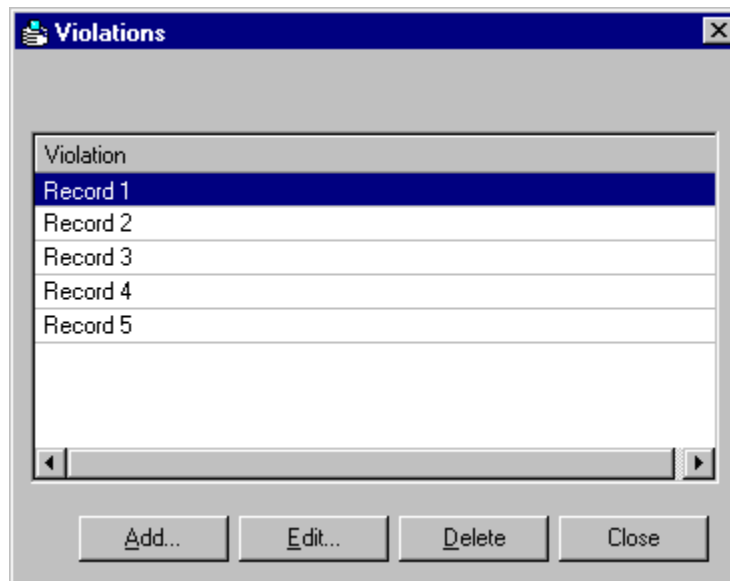 Violations
Violation
Record 1
Record 2
Record 3
Record 4
Record 5
Add... Edit... Delete Close